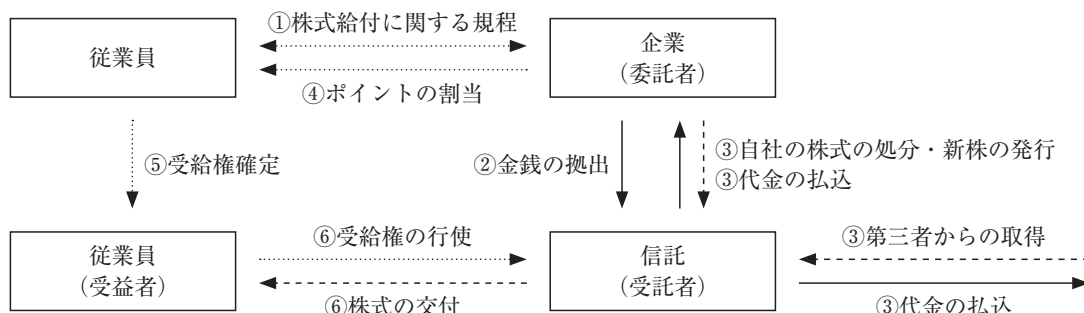 ①株式給付に関する規程
従業員
企業
（委託者）
④ポイントの割当
⑤受給権確定
②金銭の拠出
③自社の株式の処分・新株の発行
③代金の払込
従業員
（受益者）
⑥受給権の行使
⑥株式の交付
信託
（受託者）
③第三者からの取得
③代金の払込